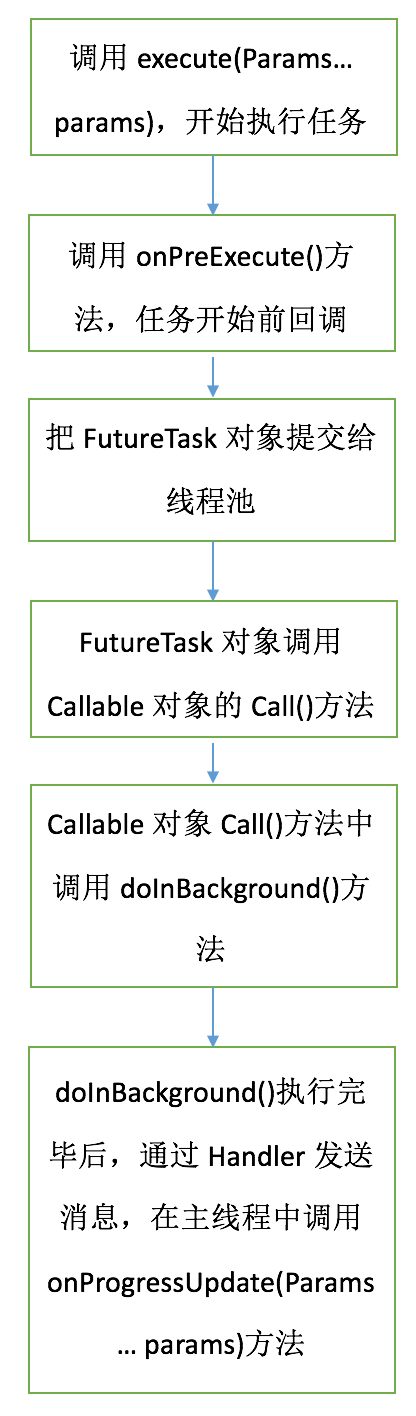 调用 execute(Params...
params)，开始执行任务
调用 onPreExecute()方
法，任务开始前回调
把 FutureTask 对象提交给
线程池
FutureTask 对象调用
Callable 对象的 Call()方法
Callable 对象 Call()方法中
调用 doInBackground()方
法
doInBackground()执行完
毕后，通过 Handler 发送
消息，在主线程中调用
onProgressUpdate(Params
... params)方法